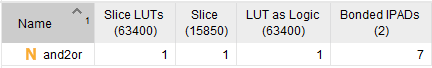 Name 1 Slice LUTs (63400) Slice (15850) LUT as Logic (63400) Bonded IPADs (2)
N and2or 1 1 1 7